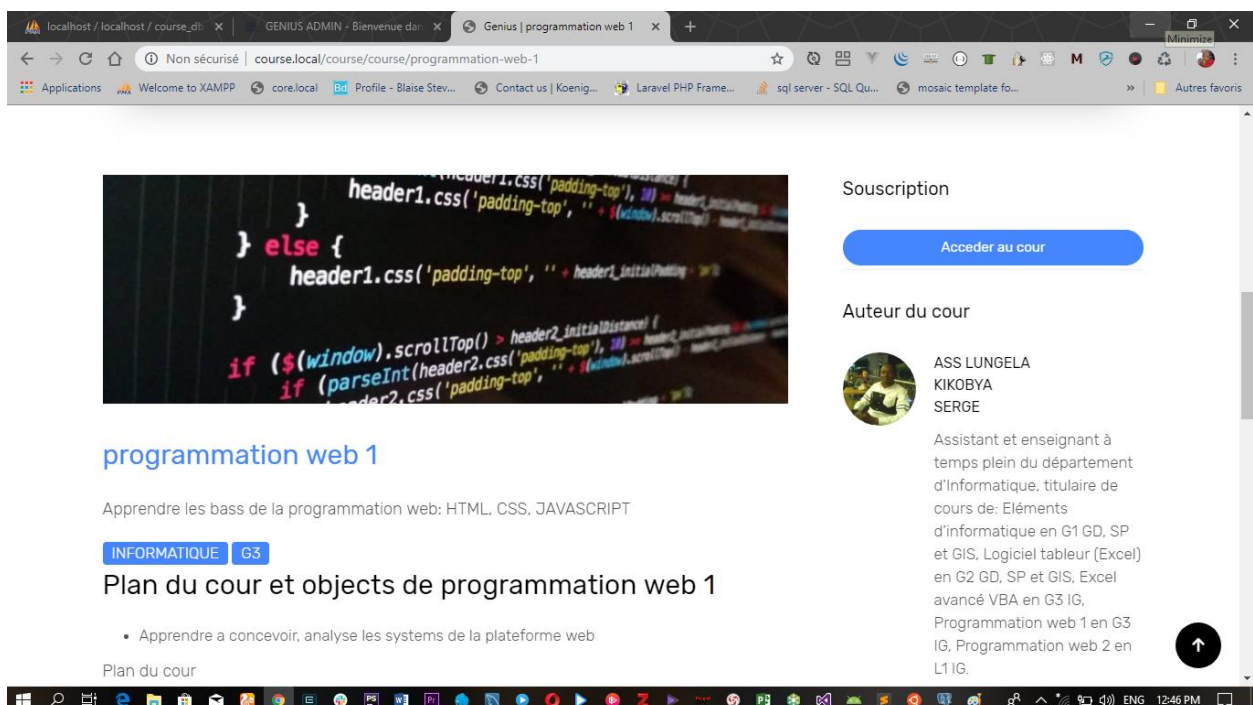 localhost / localhost / course_db
GENIUS ADMIN - Bienvenue dan
Genius | programmation web 1
Minimize
Non sécurisé
course.local/course/course/programmation-web-1
Applications
Welcome to XAMPP
core.local
Profile - Blaise Stev...
Contact us | Koenig...
Laravel PHP Frame...
sql server - SQL Qu...
mosaic template fo...
Autres favoris
header1.css('padding-top', '' + $(window).scrollTop()
}
} else {
header1.css('padding-top', '' + header1_initialPadding
}
if ($(window).scrollTop() > header2_initialDistance) {
if (parseInt(header2.css('padding-top',
header2.css('padding-top', '' +
programmation web 1
Apprendre les bass de la programmation web: HTML, CSS, JAVASCRIPT
INFORMATIQUE G3
Plan du cour et objects de programmation web 1
• Apprendre a concevoir, analyse les systems de la plateforme web
Plan du cour
Souscription
Acceder au cour
Auteur du cour
ASS LUNGELA
KIKOBYA
SERGE
Assistant et enseignant à
temps plein du département
d'Informatique, titulaire de
cours de: Eléments
d'informatique en G1 GD, SP
et GIS, Logiciel tableur (Excel)
en G2 GD, SP et GIS, Excel
avancé VBA en G3 IG,
Programmation web 1 en G3
IG, Programmation web 2 en
L1 IG.
ENG 12:46 PM